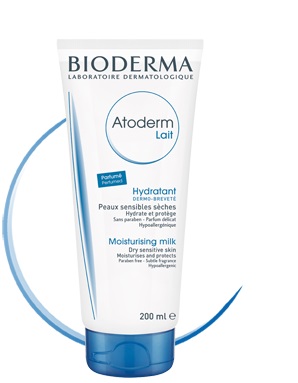 BIODERMA
LABORATOIRE DERMATOLOGIQUE
Atoderm
Lait
Parfumé
Perfumed
Hydratant
DERMO-BREVETÉ
Peaux sensibles sèches
Hydrate et protège
Sans paraben - Parfum délicat
Hypoallergénique
Moisturising milk
Dry sensitive skin
Moisturises and protects
Paraben free - Subtle fragrance
Hypoallergenic
200 ml ℮